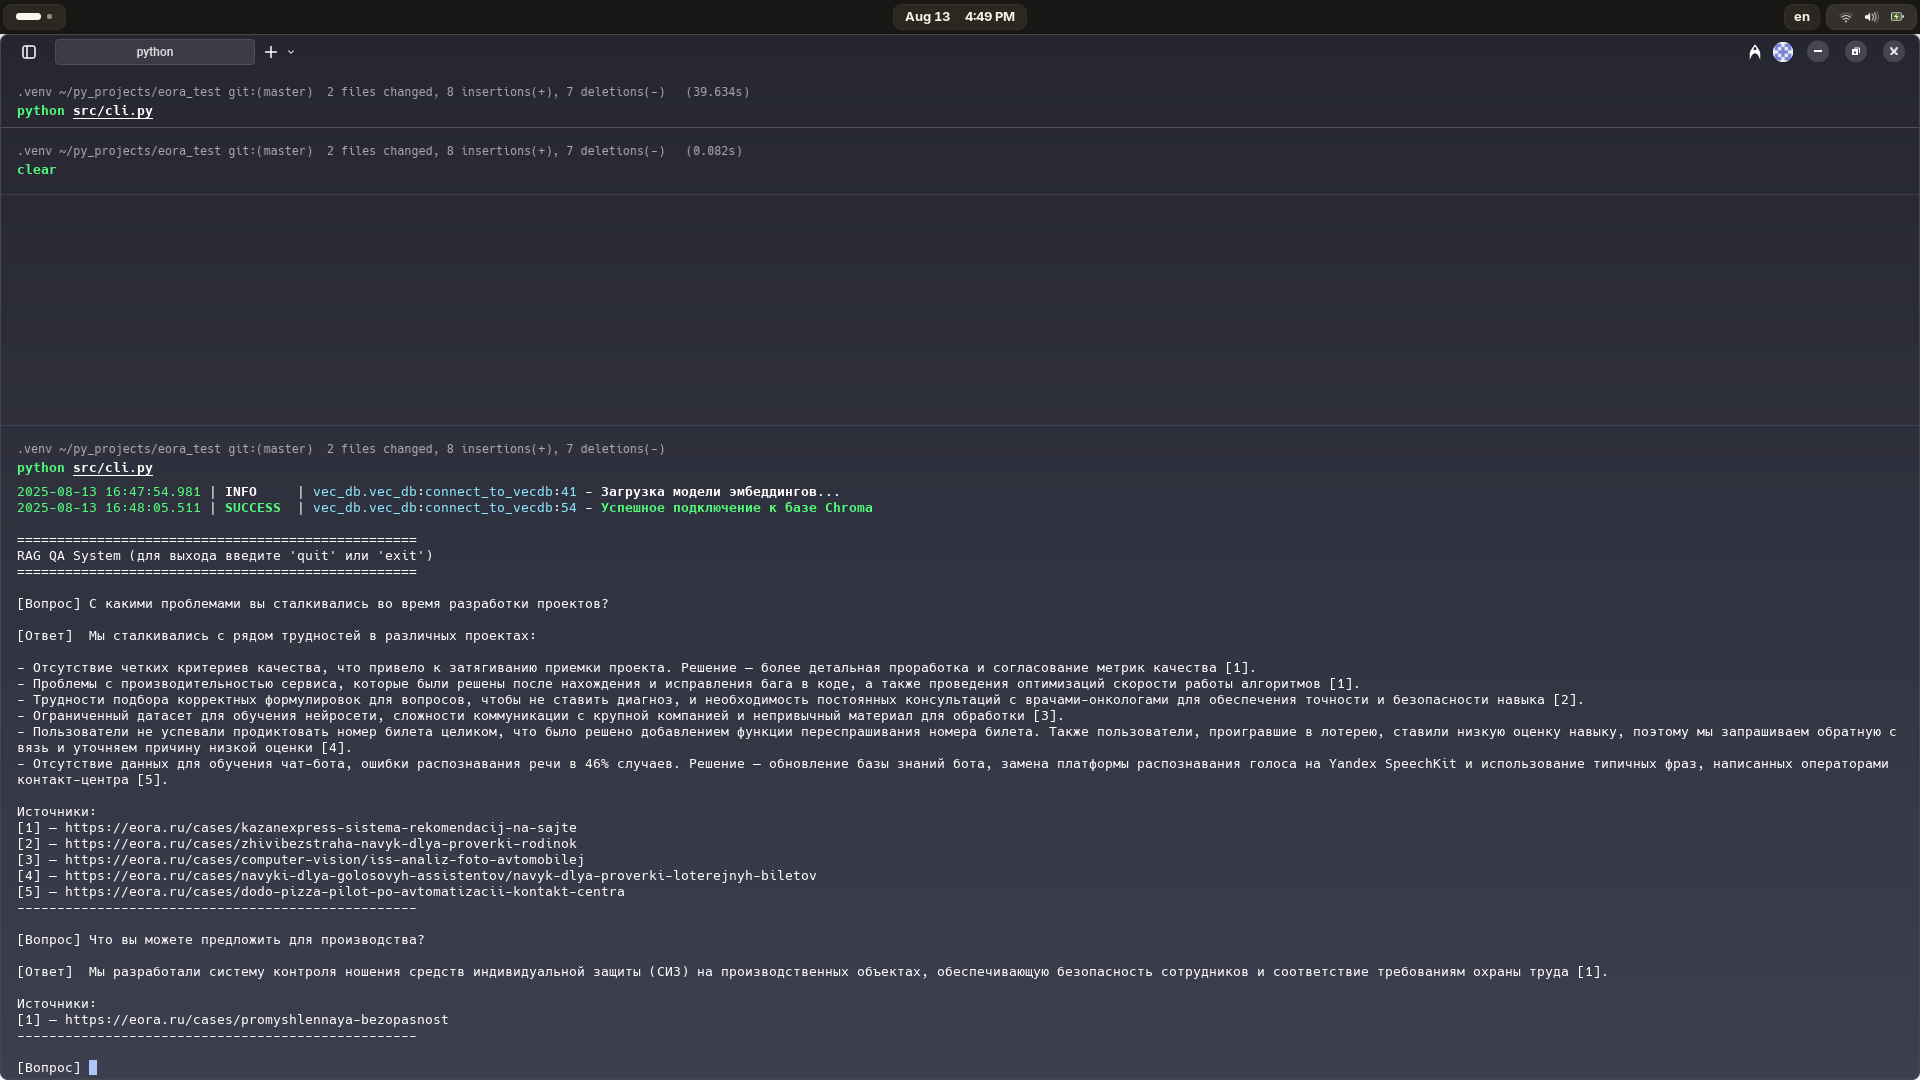 Aug 13 4:49 PM
en
python
.venv ~/py_projects/eora_test git:(master) 2 files changed, 8 insertions(+), 7 deletions(-) (39.634s)
python src/cli.py
.venv ~/py_projects/eora_test git:(master) 2 files changed, 8 insertions(+), 7 deletions(-) (0.082s)
clear
.venv ~/py_projects/eora_test git:(master) 2 files changed, 8 insertions(+), 7 deletions(-)
python src/cli.py
2025-08-13 16:47:54.981 | INFO     | vec_db.vec_db:connect_to_vecdb:41 - Загрузка модели эмбеддингов...
2025-08-13 16:48:05.511 | SUCCESS  | vec_db.vec_db:connect_to_vecdb:54 - Успешное подключение к базе Chroma
==================================================
RAG QA System (для выхода введите 'quit' или 'exit')
==================================================
[Вопрос] С какими проблемами вы сталкивались во время разработки проектов?
[Ответ]  Мы сталкивались с рядом трудностей в различных проектах:
- Отсутствие четких критериев качества, что привело к затягиванию приемки проекта. Решение — более детальная проработка и согласование метрик качества [1].
- Проблемы с производительностью сервиса, которые были решены после нахождения и исправления бага в коде, а также проведения оптимизаций скорости работы алгоритмов [1].
- Трудности подбора корректных формулировок для вопросов, чтобы не ставить диагноз, и необходимость постоянных консультаций с врачами-онкологами для обеспечения точности и безопасности навыка [2].
- Ограниченный датасет для обучения нейросети, сложности коммуникации с крупной компанией и непривычный материал для обработки [3].
- Пользователи не успевали продиктовать номер билета целиком, что было решено добавлением функции переспрашивания номера билета. Также пользователи, проигравшие в лотерею, ставили низкую оценку навыку, поэтому мы запрашиваем обратную с
вязь и уточняем причину низкой оценки [4].
- Отсутствие данных для обучения чат-бота, ошибки распознавания речи в 46% случаев. Решение — обновление базы знаний бота, замена платформы распознавания голоса на Yandex SpeechKit и использование типичных фраз, написанных операторами
контакт-центра [5].
Источники:
[1] — https://eora.ru/cases/kazanexpress-sistema-rekomendacij-na-sajte
[2] — https://eora.ru/cases/zhivibezstraha-navyk-dlya-proverki-rodinok
[3] — https://eora.ru/cases/computer-vision/iss-analiz-foto-avtomobilej
[4] — https://eora.ru/cases/navyki-dlya-golosovyh-assistentov/navyk-dlya-proverki-loterejnyh-biletov
[5] — https://eora.ru/cases/dodo-pizza-pilot-po-avtomatizacii-kontakt-centra
--------------------------------------------------
[Вопрос] Что вы можете предложить для производства?
[Ответ]  Мы разработали систему контроля ношения средств индивидуальной защиты (СИЗ) на производственных объектах, обеспечивающую безопасность сотрудников и соответствие требованиям охраны труда [1].
Источники:
[1] — https://eora.ru/cases/promyshlennaya-bezopasnost
--------------------------------------------------
[Вопрос]